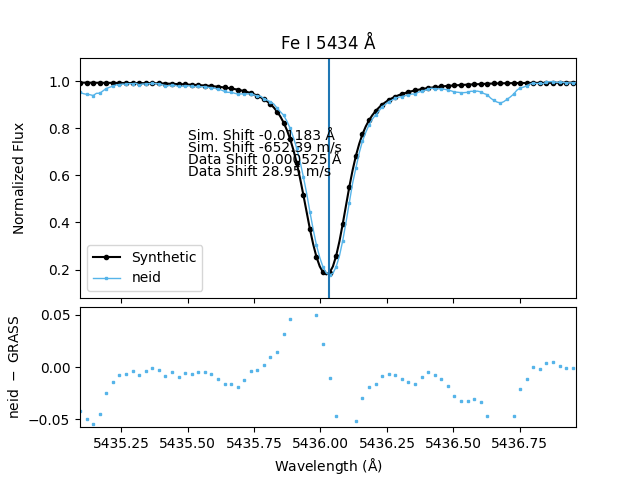 Fe I 5434 Å
1.0
0.8
0.6
0.4
0.2
Normalized Flux
Sim. Shift -0.01183 Å
Sim. Shift m/s
Data Shift 0.000525 Å
Data Shift 28.95 m/s
Synthetic
neid
0.05
0.00
−0.05
neid − GRASS
5435.25 5435.50 5435.75 5436.00 5436.25 5436.50 5436.75
Wavelength (Å)